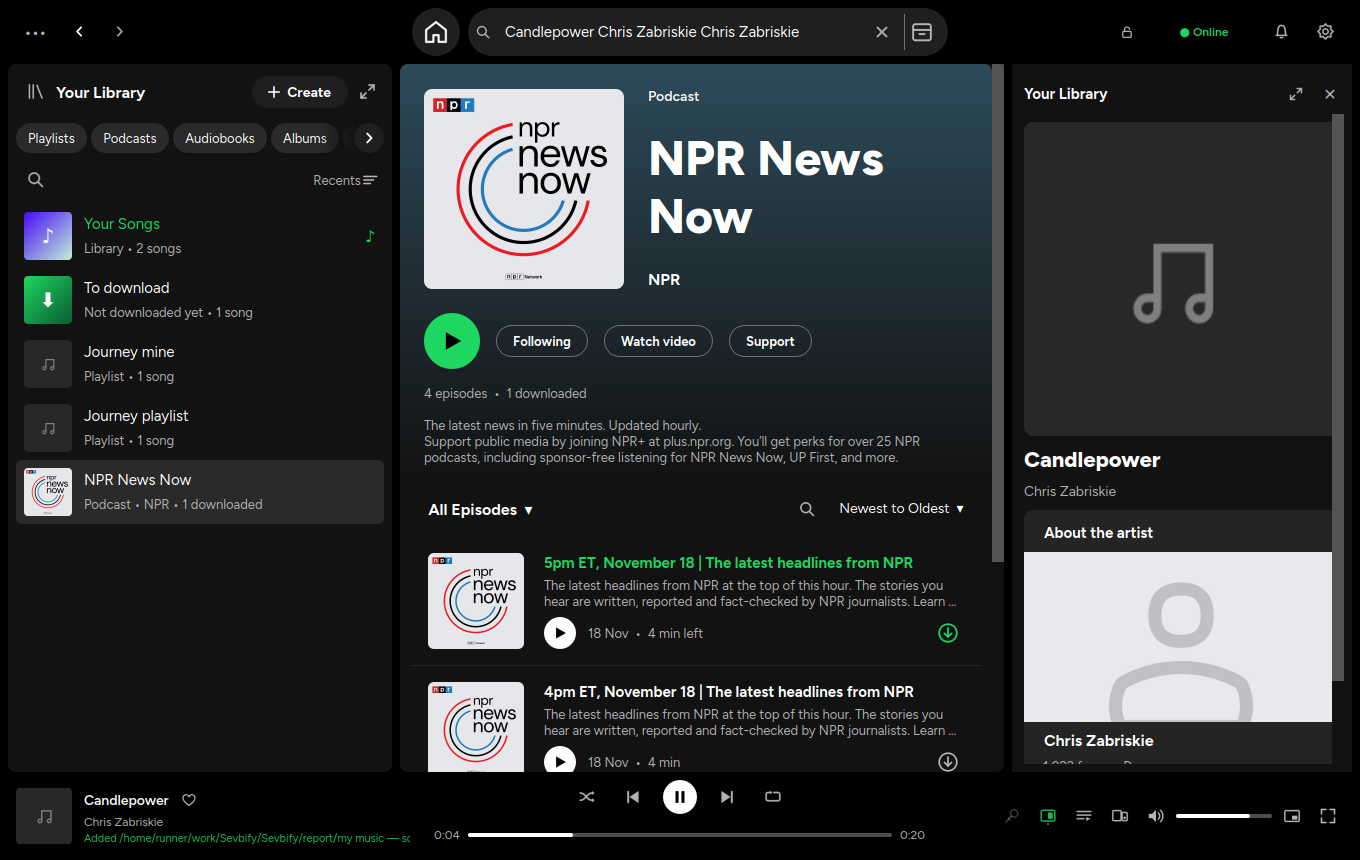 Candlepower Chris Zabriskie Chris Zabriskie
Online
Your Library
Create
Playlists
Podcasts
Audiobooks
Albums
Recents
Your Songs
Library • 2 songs
To download
Not downloaded yet • 1 song
Journey mine
Playlist • 1 song
Journey playlist
Playlist • 1 song
NPR News Now
Podcast • NPR • 1 downloaded
npr
npr
news
now
npr Network
Podcast
NPR News
Now
NPR
Following
Watch video
Support
4 episodes • 1 downloaded
The latest news in five minutes. Updated hourly.
Support public media by joining NPR+ at plus.npr.org. You'll get perks for over 25 NPR
podcasts, including sponsor-free listening for NPR News Now, UP First, and more.
All Episodes
Newest to Oldest
npr
news
now
5pm ET, November 18 | The latest headlines from NPR
The latest headlines from NPR at the top of this hour. The stories you
hear are written, reported and fact-checked by NPR journalists. Learn ...
18 Nov • 4 min left
npr
news
now
4pm ET, November 18 | The latest headlines from NPR
The latest headlines from NPR at the top of this hour. The stories you
hear are written, reported and fact-checked by NPR journalists. Learn ...
18 Nov • 4 min
Your Library
Candlepower
Chris Zabriskie
About the artist
Chris Zabriskie
Candlepower
Chris Zabriskie
Added /home/runner/work/Sevbify/Sevbify/report/my music —
0:04
0:20